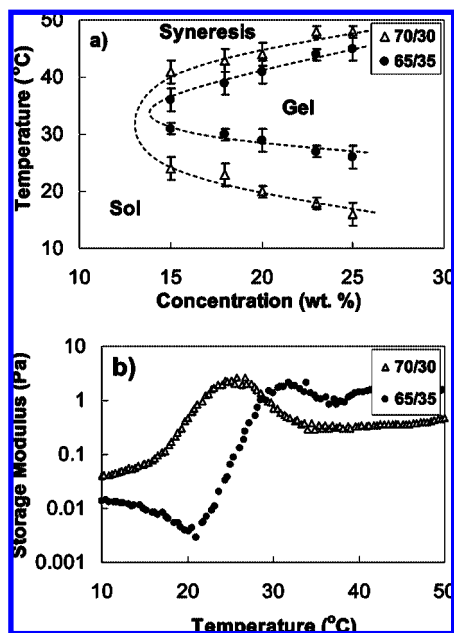 a)
Syneresis
70/30
65/35
Gel
Sol
Temperature (°C)
50
40
30
20
10
10
15
20
25
30
Concentration (wt. %)
b)
70/30
65/35
Storage Modulus (Pa)
10
1
0.1
0.01
0.001
10
20
30
40
50
Temperature (°C)